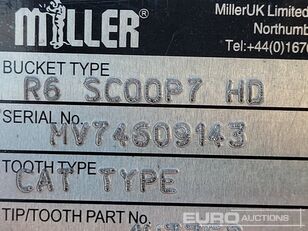 MILLER
MillerUK Limited
Northumb
Tel:+44(0)1670
BUCKET TYPE
R6 SCOOP7 HD
SERIAL No.
MV74609143
TOOTH TYPE
CAT TYPE
TIP/TOOTH PART No.
EURO AUCTIONS